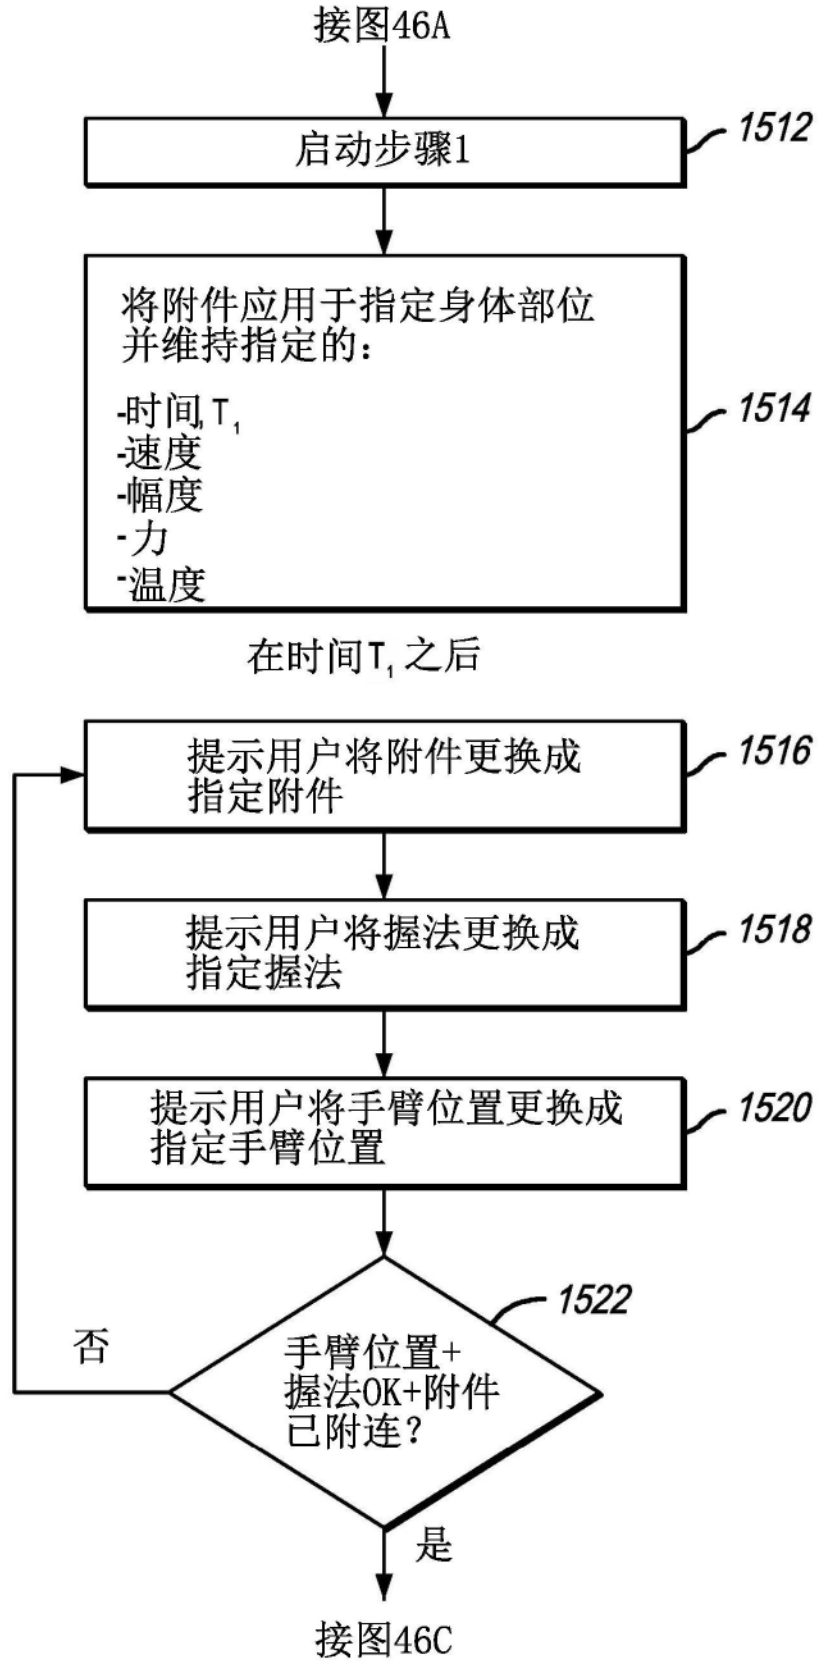 接图46A
启动步骤1
1512
将附件应用于指定身体部位
并维持指定的:
-时间,T₁
-速度
-幅度
-力
-温度
1514
在时间T₁之后
提示用户将附件更换成
指定附件
1516
提示用户将握法更换成
指定握法
1518
提示用户将手臂位置更换成
指定手臂位置
1520
1522
手臂位置+
握法OK+附件
已附连?
否
是
接图46C